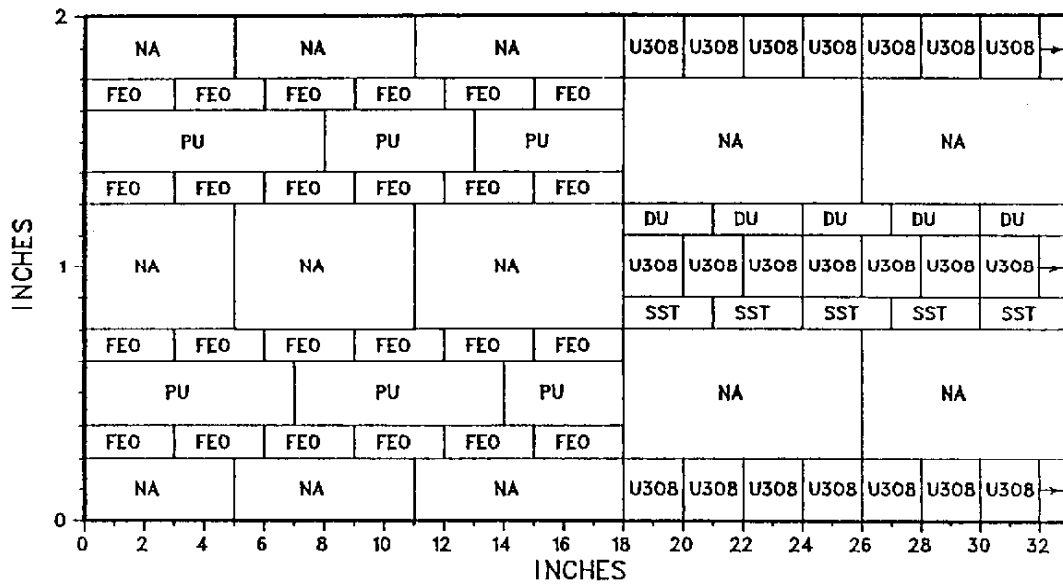 2
NA NA NA U308 U308 U308 U308 U308 U308 U308
FEO FEO FEO FEO FEO FEO
PU PU PU NA NA
FEO FEO FEO FEO FEO FEO
DU DU DU DU DU
INCHES
1 NA NA NA U308 U308 U308 U308 U308 U308 U308
SST SST SST SST SST
FEO FEO FEO FEO FEO FEO
PU PU PU NA NA
FEO FEO FEO FEO FEO FEO
NA NA NA U308 U308 U308 U308 U308 U308 U308
0
0 2 4 6 8 10 12 14 16 18 20 22 24 26 28 30 32
INCHES